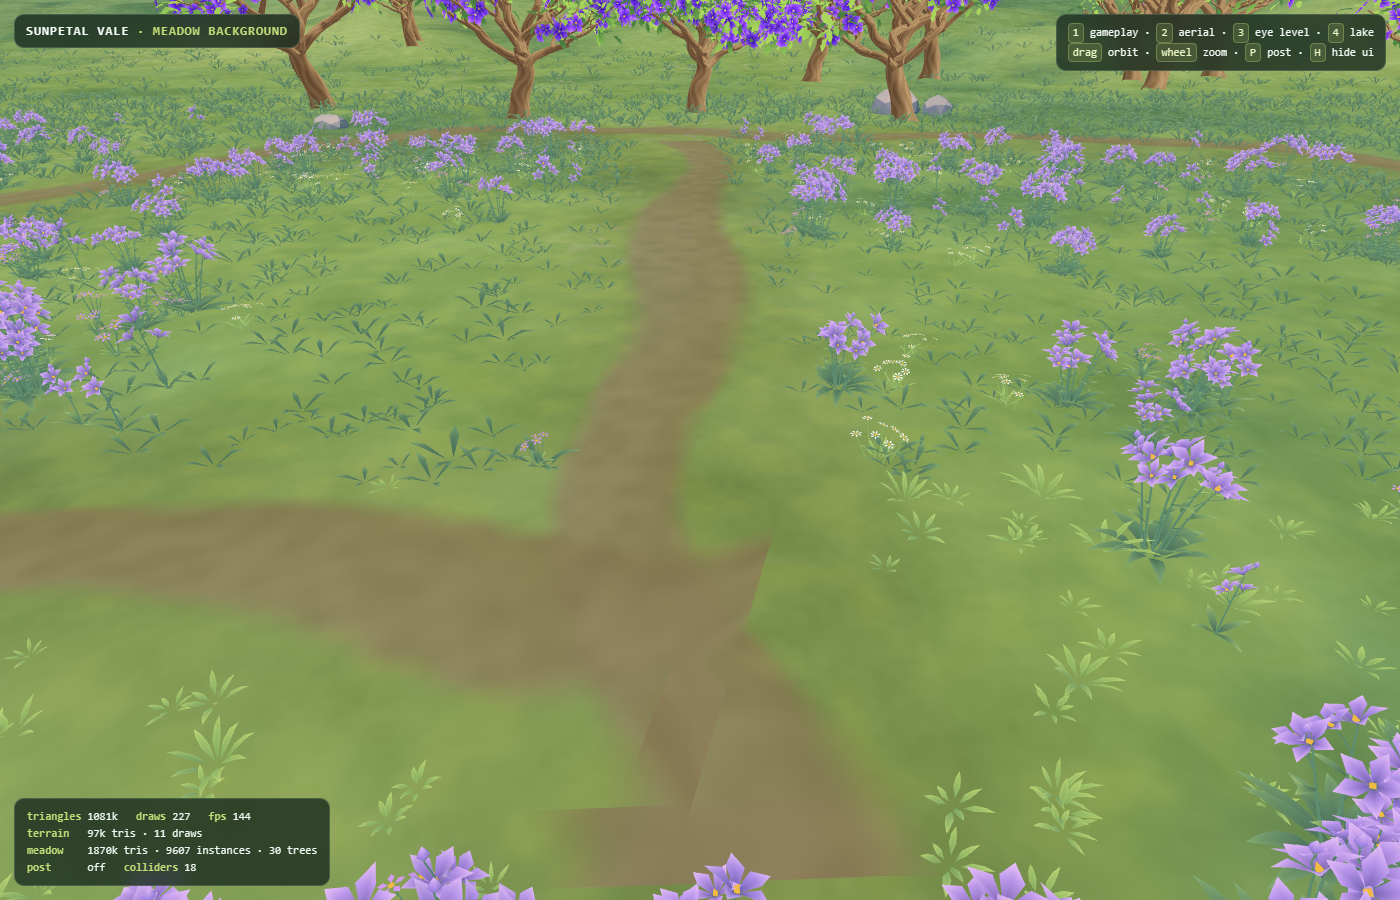 SUNPETAL VALE · MEADOW BACKGROUND
1 gameplay · 2 aerial · 3 eye level · 4 lake
drag orbit · wheel zoom · P post · H hide ui
triangles 1081k draws 227 fps 144
terrain 97k tris · 11 draws
meadow 1870k tris · 9607 instances · 30 trees
post off colliders 18